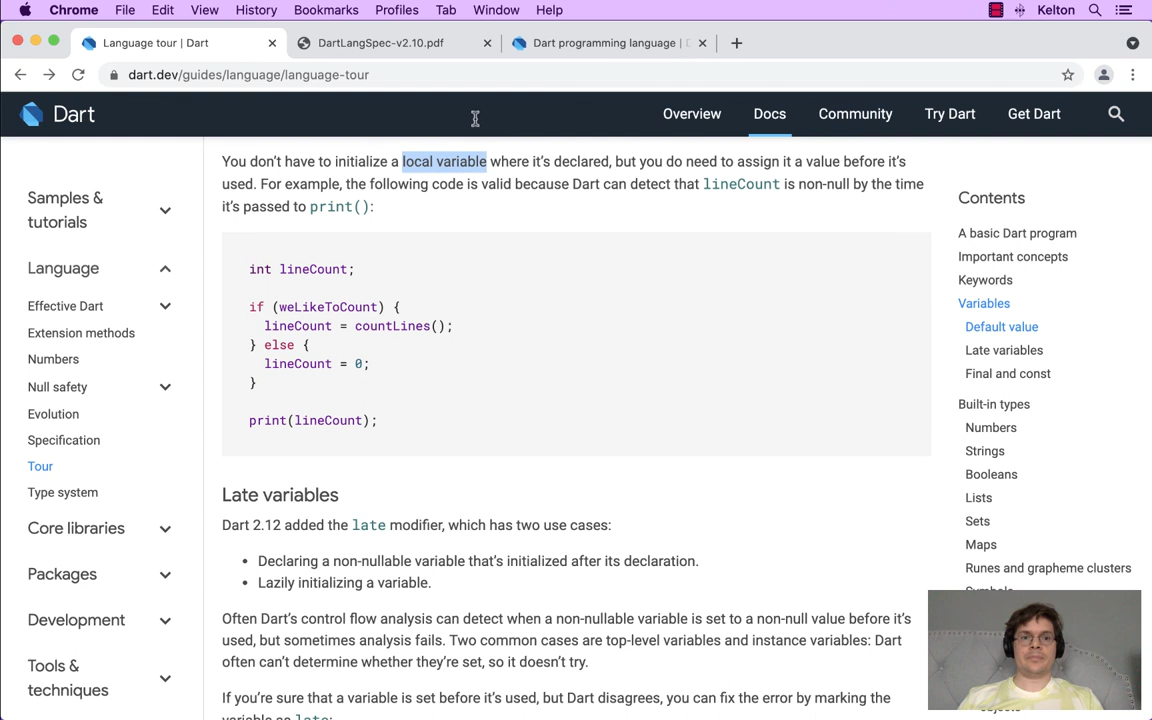 Chrome File Edit View History Bookmarks Profiles Tab Window Help Kelton
Language tour | Dart DartLangSpec-v2.10.pdf Dart programming language |
dart.dev/guides/language/language-tour
Dart Overview Docs Community Try Dart Get Dart
Samples &
tutorials
Language
Effective Dart
Extension methods
Numbers
Null safety
Evolution
Specification
Tour
Type system
Core libraries
Packages
Development
Tools &
techniques
You don't have to initialize a local variable where it's declared, but you do need to assign it a value before it's
used. For example, the following code is valid because Dart can detect that lineCount is non-null by the time
it's passed to print():
int lineCount;
if (weLikeToCount) {
lineCount = countLines();
} else {
lineCount = 0;
}
print(lineCount);
Late variables
Dart 2.12 added the late modifier, which has two use cases:
• Declaring a non-nullable variable that's initialized after its declaration.
• Lazily initializing a variable.
Often Dart's control flow analysis can detect when a non-nullable variable is set to a non-null value before it's
used, but sometimes analysis fails. Two common cases are top-level variables and instance variables: Dart
often can't determine whether they're set, so it doesn't try.
If you're sure that a variable is set before it's used, but Dart disagrees, you can fix the error by marking the
variable as late:
Contents
A basic Dart program
Important concepts
Keywords
Variables
Default value
Late variables
Final and const
Built-in types
Numbers
Strings
Booleans
Lists
Sets
Maps
Runes and grapheme clusters
Symbols